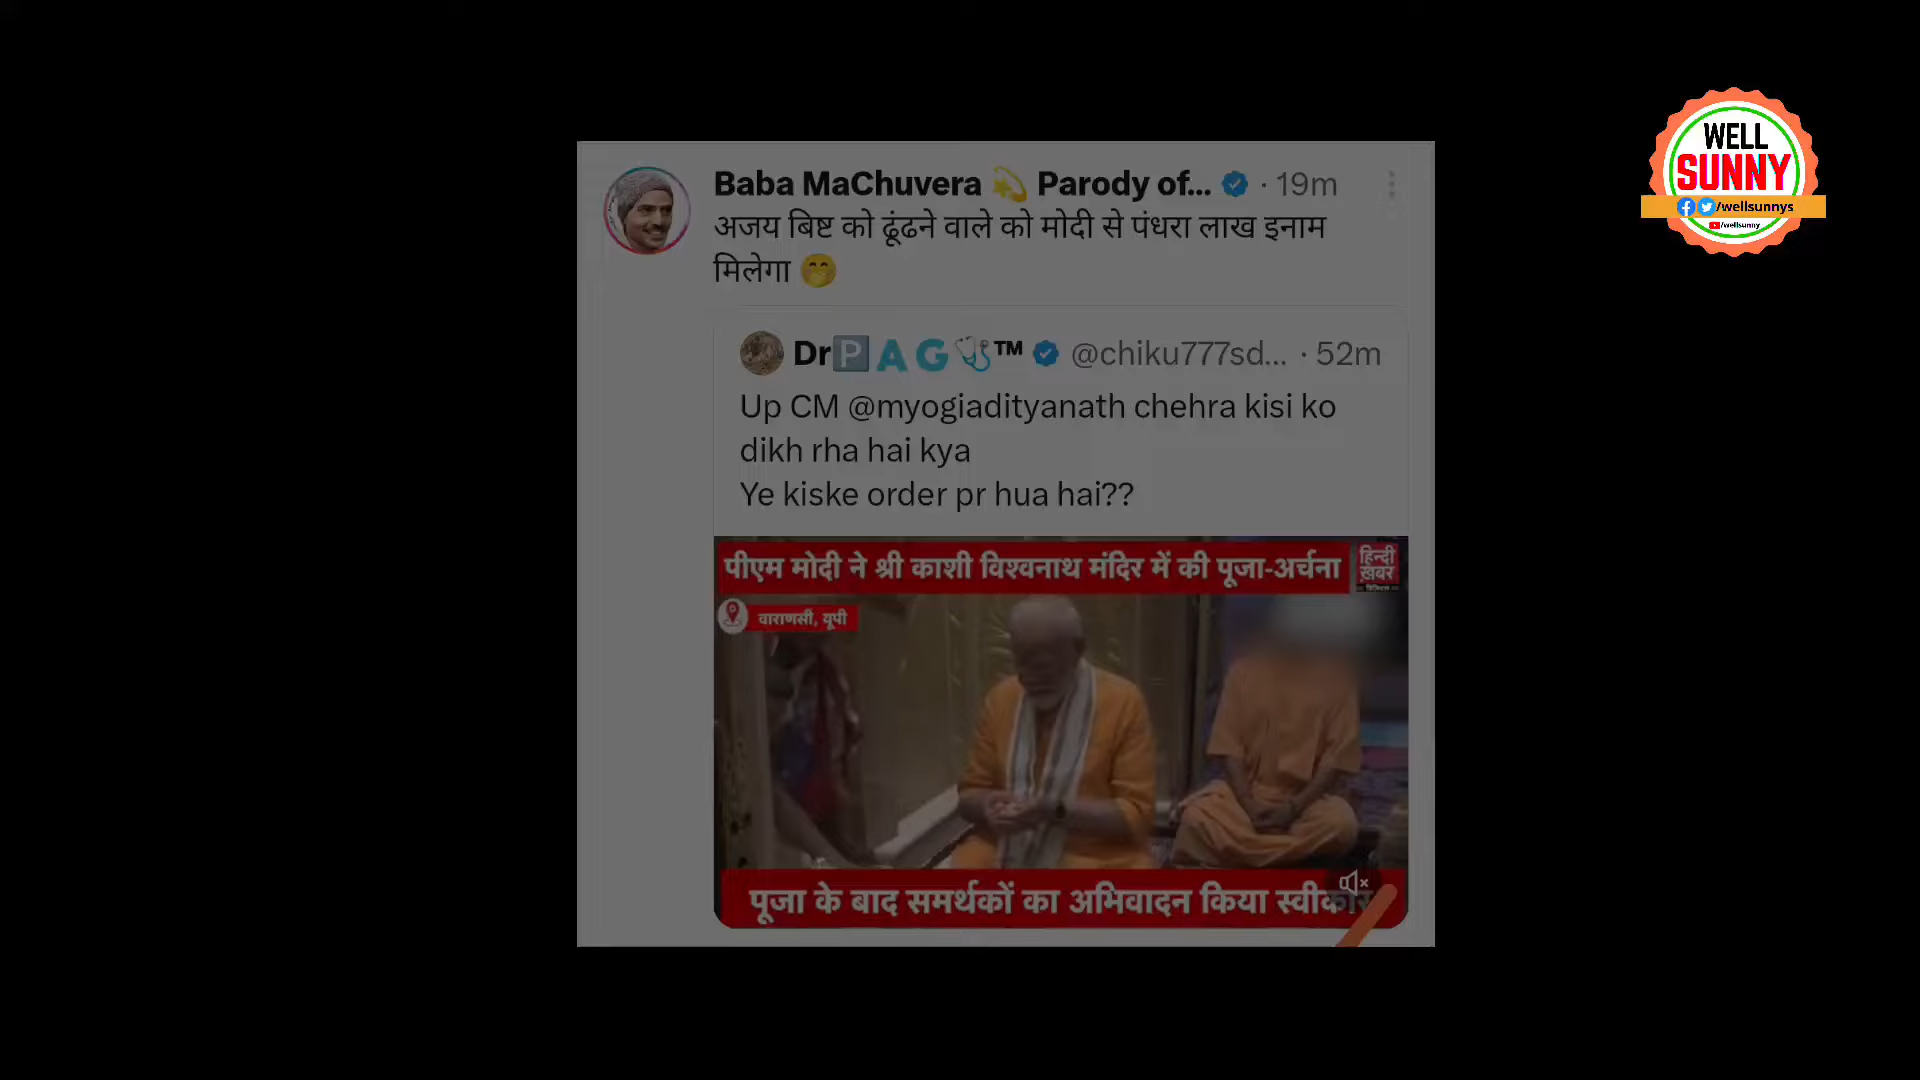 Baba MaChuvera 💫 Parody of... · 19m
अजय बिष्ट को ढूंढने वाले को मोदी से पंधरा लाख इनाम
मिलेगा 🤭
Dr🅿️ A G🩺™ @chiku777sd... · 52m
Up CM @myogiadityanath chehra kisi ko
dikh rha hai kya
Ye kiske order pr hua hai??
पीएम मोदी ने श्री काशी विश्वनाथ मंदिर में की पूजा-अर्चना
हिन्दी
ख़बर
वाराणसी, यूपी
पूजा के बाद समर्थकों का अभिवादन किया स्वीकार
WELL
SUNNY
/wellsunnys
/wellsunny